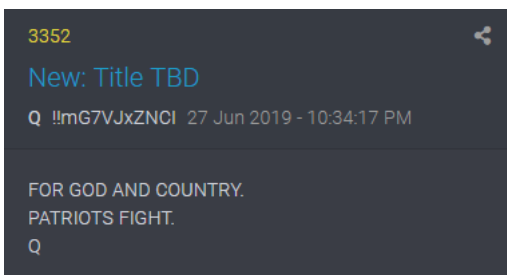 3352
New: Title TBD
Q !!mG7VJxZNCI 27 Jun 2019 - 10:34:17 PM
FOR GOD AND COUNTRY.
PATRIOTS FIGHT.
Q